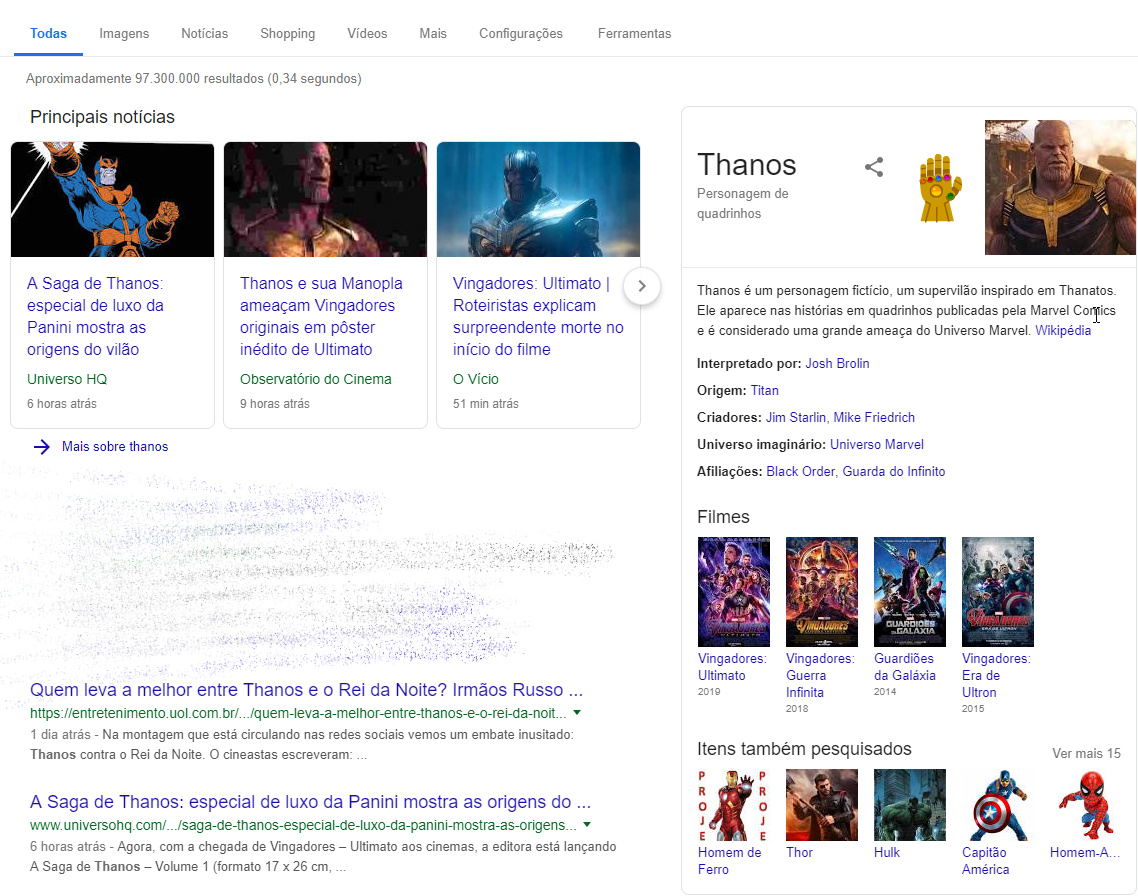 Todas Imagens Notícias Shopping Vídeos Mais Configurações Ferramentas
Aproximadamente 97.300.000 resultados (0,34 segundos)
Principais notícias
A Saga de Thanos:
especial de luxo da
Panini mostra as
origens do vilão
Universo HQ
6 horas atrás
Thanos e sua Manopla
ameaçam Vingadores
originais em pôster
inédito de Ultimato
Observatório do Cinema
9 horas atrás
Vingadores: Ultimato |
Roteiristas explicam
surpreendente morte no
início do filme
O Vício
51 min atrás
Mais sobre thanos
Quem leva a melhor entre Thanos e o Rei da Noite? Irmãos Russo ...
https://entretenimento.uol.com.br/.../quem-leva-a-melhor-entre-thanos-e-o-rei-da-noit...
1 dia atrás - Na montagem que está circulando nas redes sociais vemos um embate inusitado:
Thanos contra o Rei da Noite. O cineastas escreveram: ...
A Saga de Thanos: especial de luxo da Panini mostra as origens do ...
www.universohq.com/.../saga-de-thanos-especial-de-luxo-da-panini-mostra-as-origens...
6 horas atrás - Agora, com a chegada de Vingadores – Ultimato aos cinemas, a editora está lançando
A Saga de Thanos – Volume 1 (formato 17 x 26 cm, ...
Thanos
Personagem de
quadrinhos
Thanos é um personagem fictício, um supervilão inspirado em Thanatos.
Ele aparece nas histórias em quadrinhos publicadas pela Marvel Comics
e é considerado uma grande ameaça do Universo Marvel. Wikipédia
Interpretado por: Josh Brolin
Origem: Titan
Criadores: Jim Starlin, Mike Friedrich
Universo imaginário: Universo Marvel
Afiliações: Black Order, Guarda do Infinito
Filmes
VINGADORES
ULTIMATO
VINGADORES
GUARDIÕES
DA GALÁXIA
VINGADORES
ERA DE ULTRON
Vingadores:
Ultimato
2019
Vingadores:
Guerra
Infinita
2018
Guardiões
da Galáxia
2014
Vingadores:
Era de
Ultron
2015
Itens também pesquisados
Ver mais 15
PROJE
PROJE
Homem de
Ferro
Thor
Hulk
Capitão
América
Homem-A...